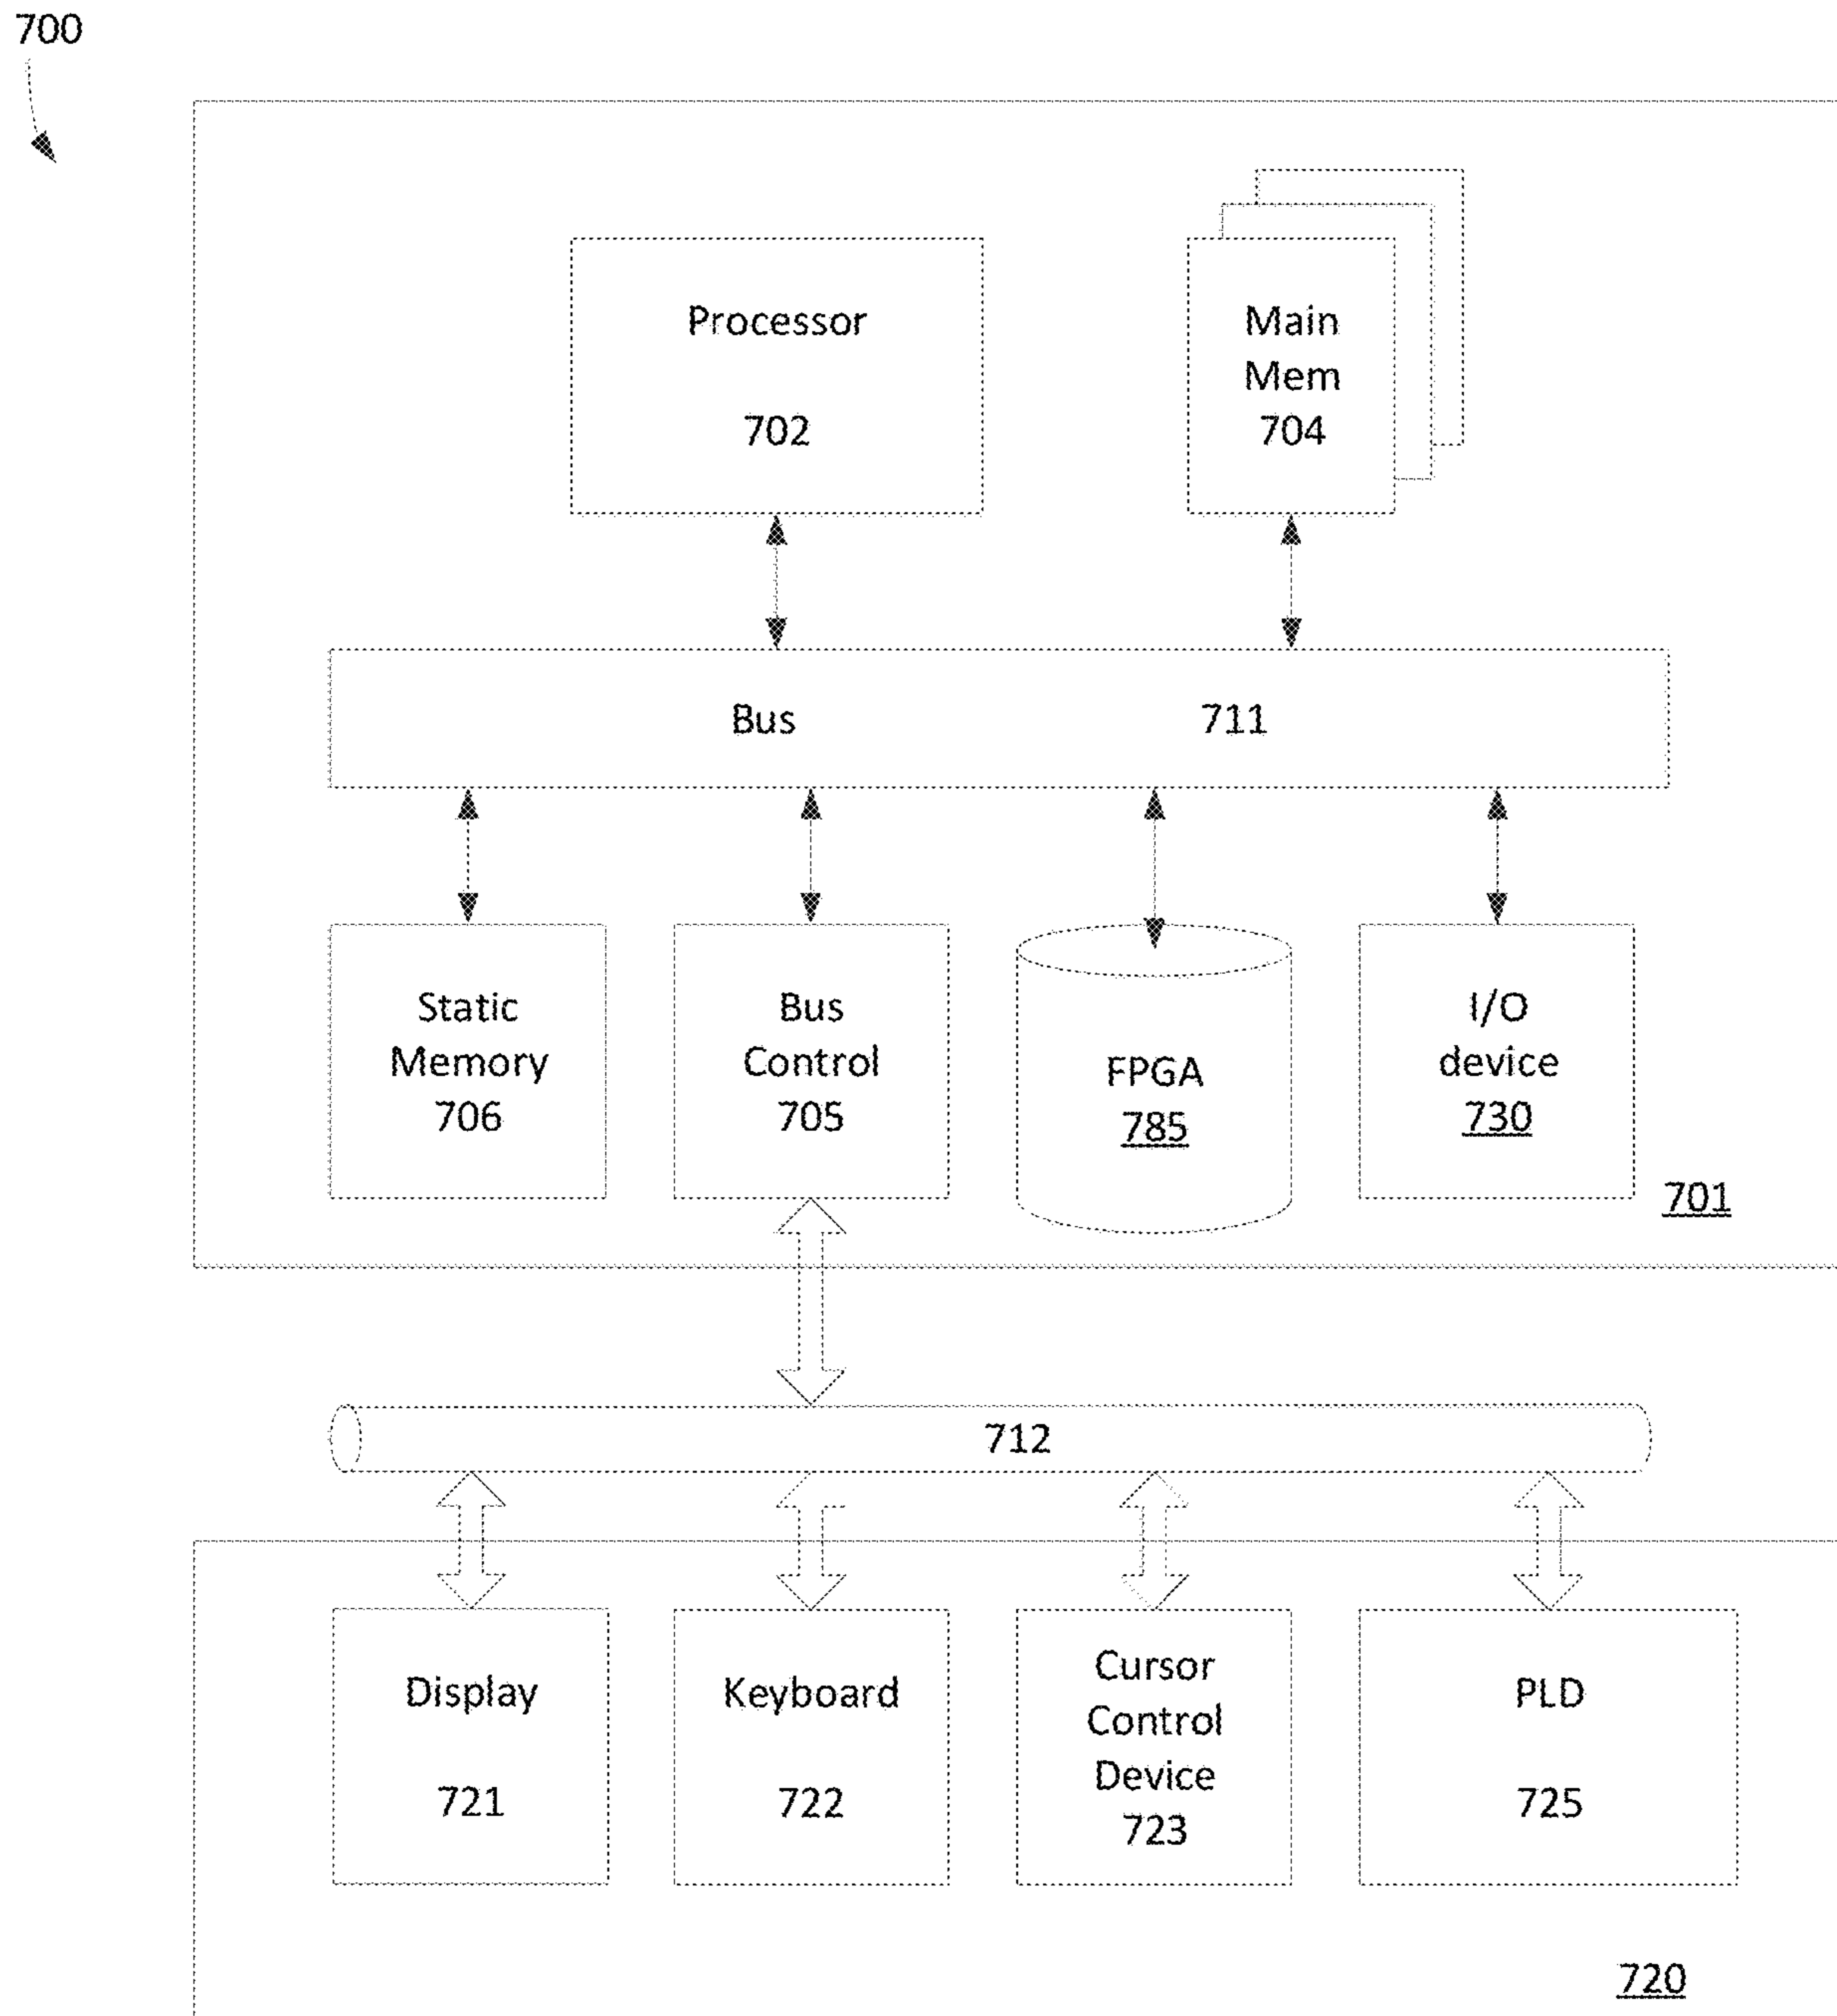 700
Processor
702
Main
Mem
704
Bus 711
Static
Memory
706
Bus
Control
705
FPGA
785
I/O
device
730
701
712
Display
721
Keyboard
722
Cursor
Control
Device
723
PLD
725
720